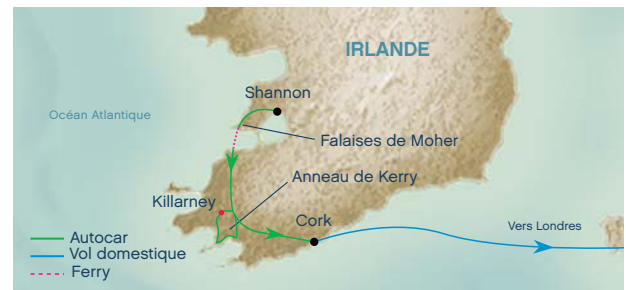 IRLANDE
Shannon
Océan Atlantique
Falaises de Moher
Anneau de Kerry
Killarney
Cork
Vers Londres
Autocar
Vol domestique
Ferry